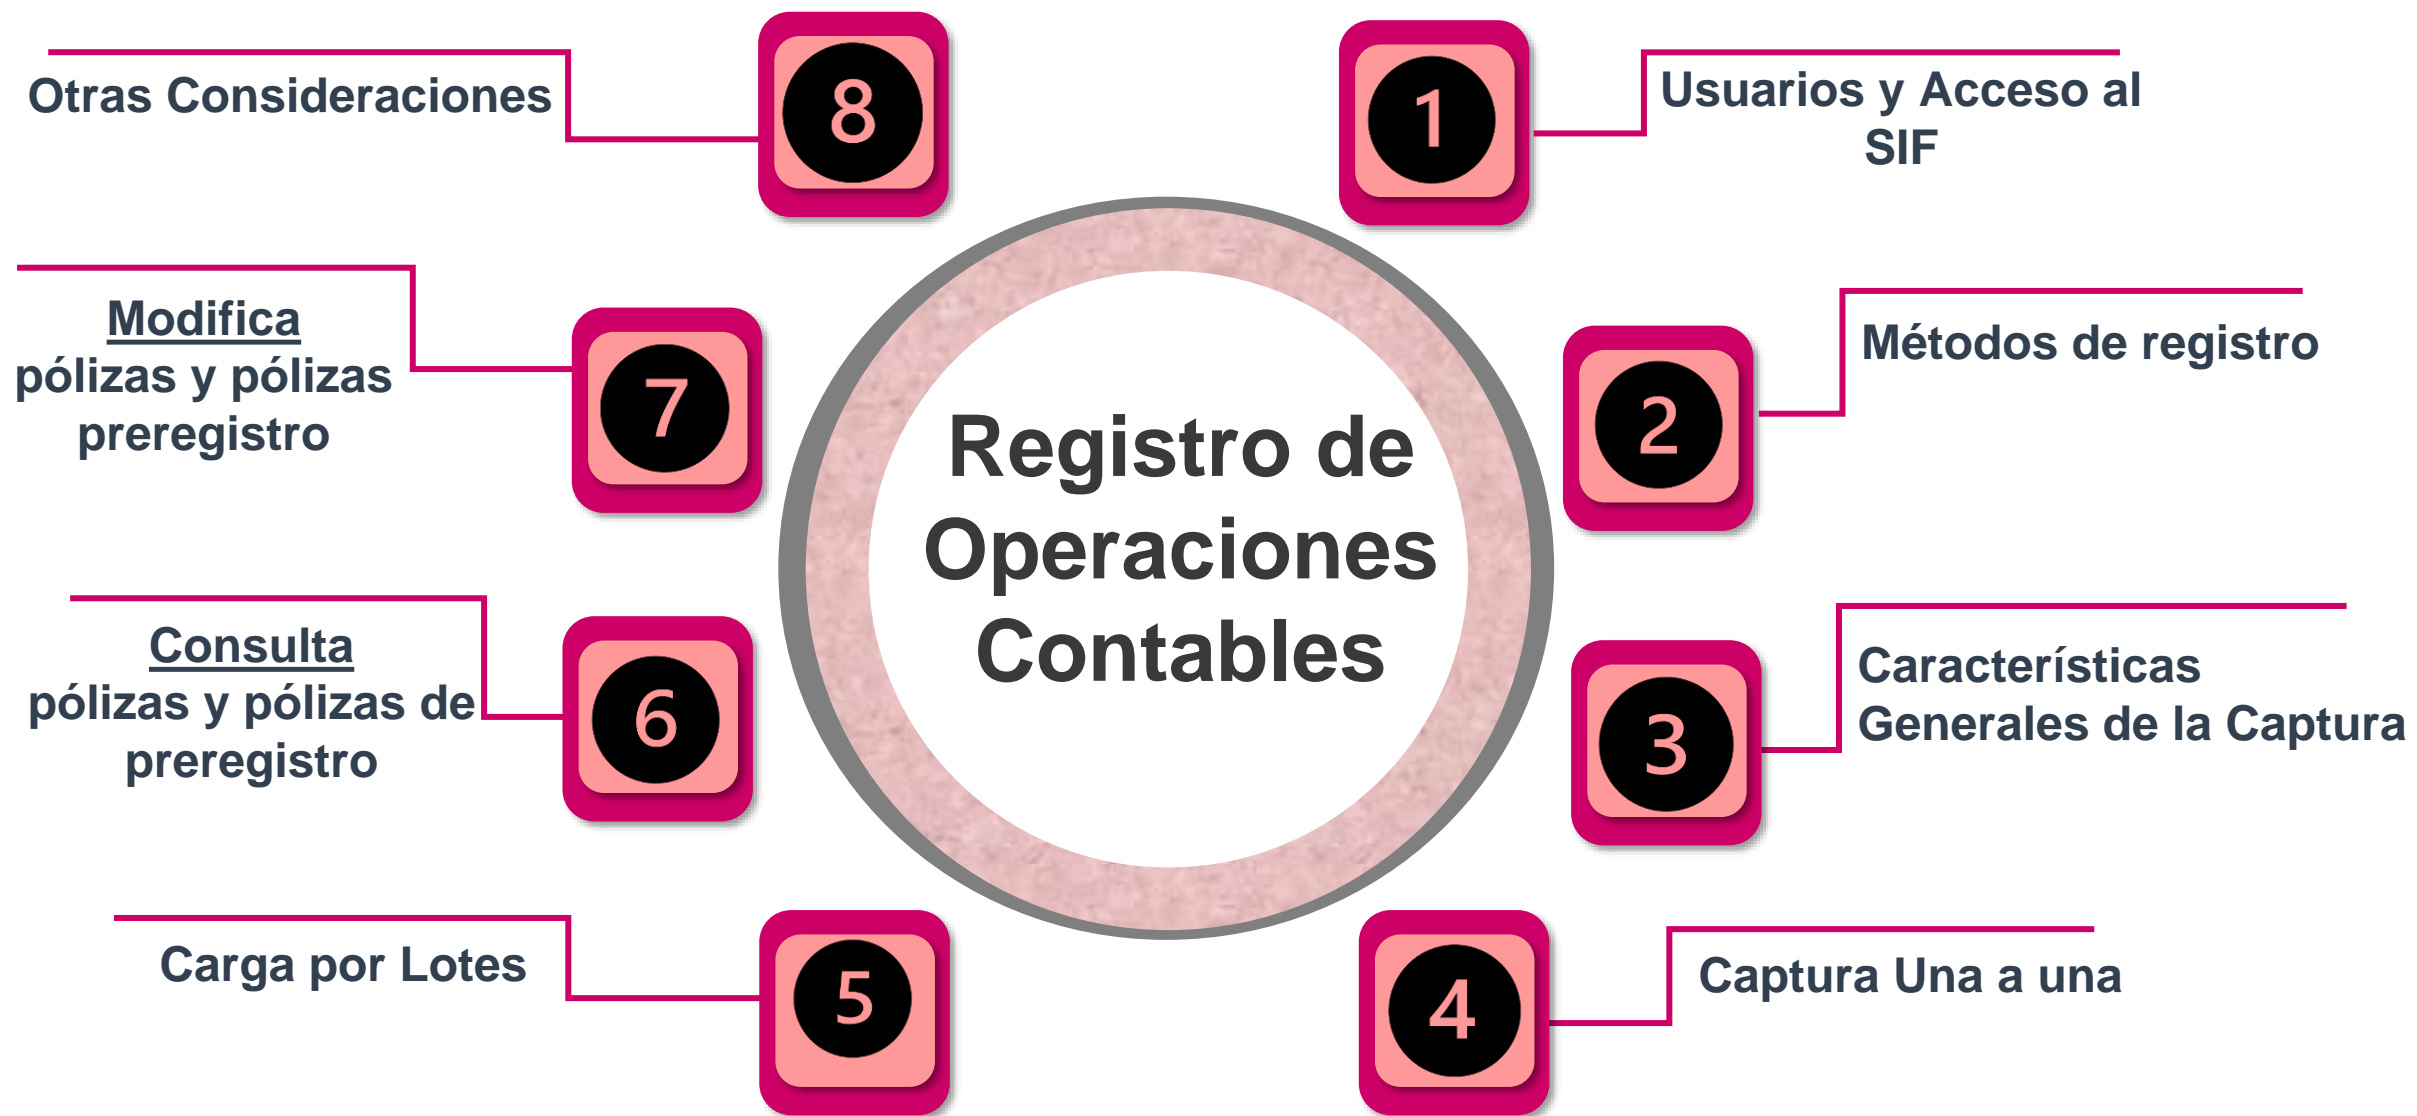 Registro de
Operaciones
Contables
1
Usuarios y Acceso al
SIF
2
Métodos de registro
3
Características
Generales de la Captura
4
Captura Una a una
5
Carga por Lotes
6
Consulta
pólizas y pólizas de
preregistro
7
Modifica
pólizas y pólizas
preregistro
8
Otras Consideraciones